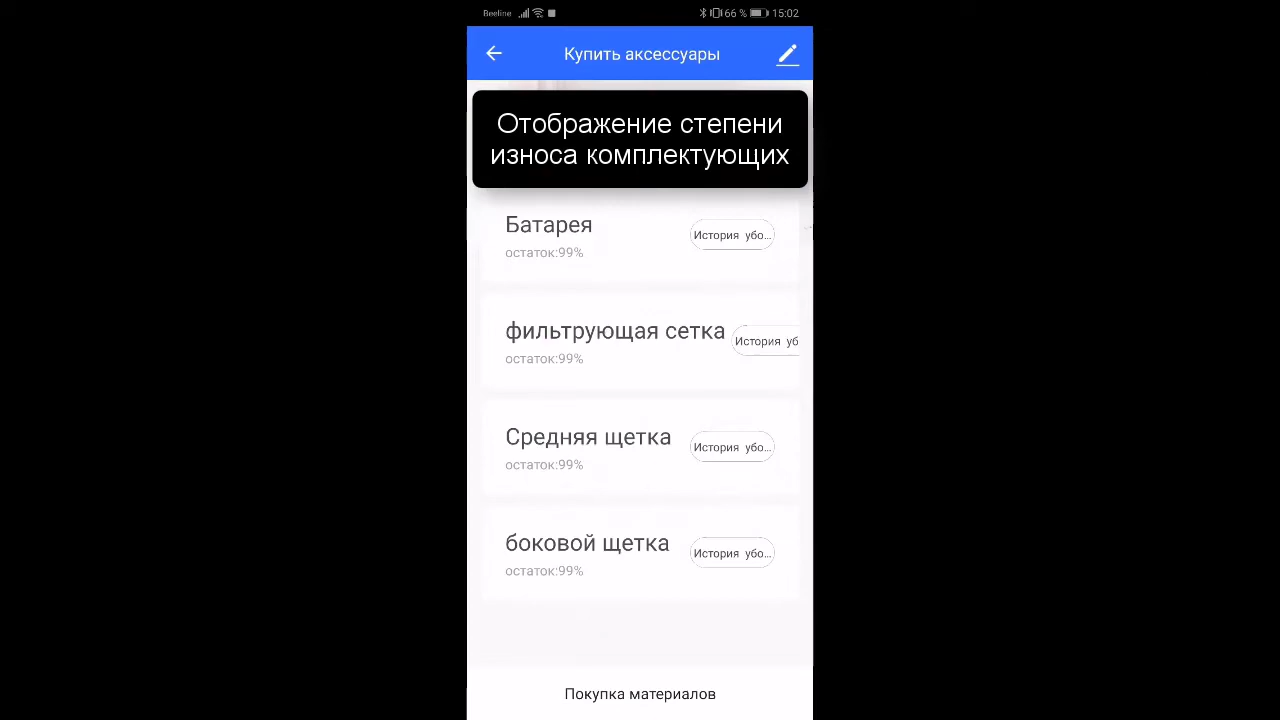 Beeline
66 % 15:02
Купить аксессуары
Отображение степени
износа комплектующих
Батарея
История убо...
остаток:99%
фильтрующая сетка
История уб
остаток:99%
Средняя щетка
История убо...
остаток:99%
боковой щетка
История убо...
остаток:99%
Покупка материалов